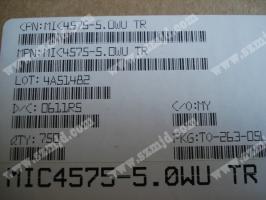 CPN:MIC4575-5.0WU TR
MPN:MIC4575-5.0WU TR
LOT: 4A51482
D/C: 0611RS
C/O:MY
QTY: 750
PKG:TO-263-05L
MIC4575-5.0WU TR